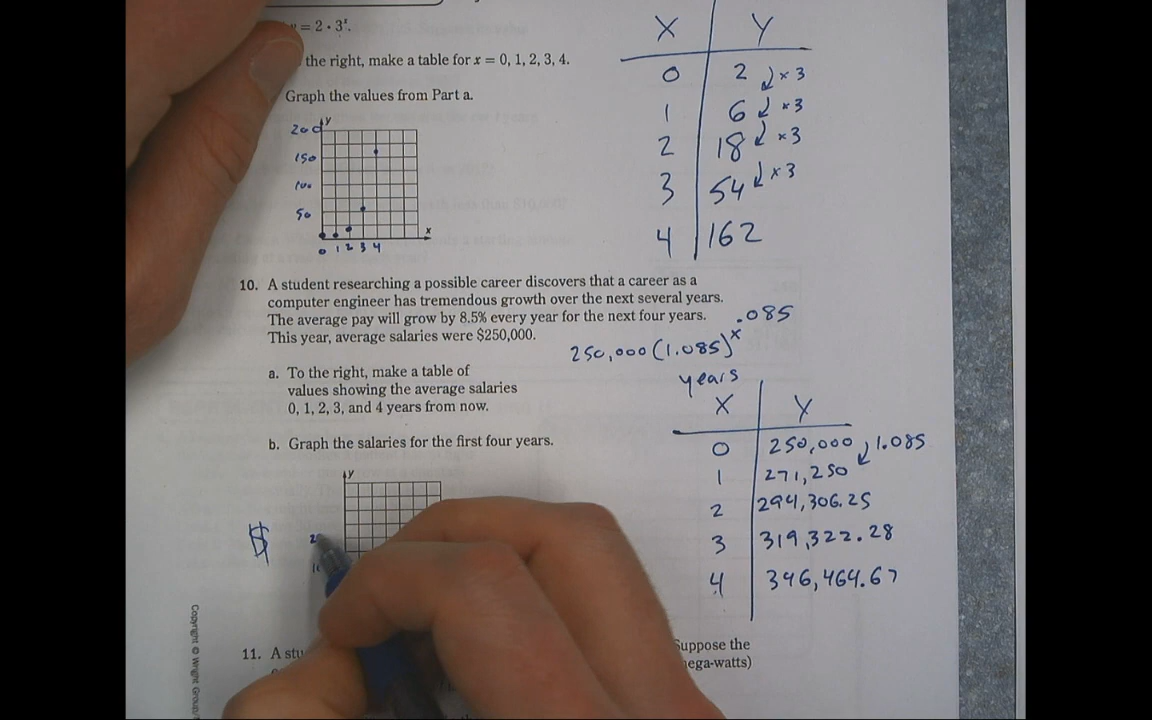 = 2 · 3ˣ.
the right, make a table for x = 0, 1, 2, 3, 4.
Graph the values from Part a.
y
200
150
100
50
x
0 1 2 3 4
X Y
0 2 ×3
1 6 ×3
2 18 ×3
3 54 ×3
4 162
10. A student researching a possible career discovers that a career as a
computer engineer has tremendous growth over the next several years.
The average pay will grow by 8.5% every year for the next four years.
This year, average salaries were $250,000.
.085
250,000(1.085)ˣ
a. To the right, make a table of
values showing the average salaries
0, 1, 2, 3, and 4 years from now.
b. Graph the salaries for the first four years.
y
$
years
X Y
0 250,000 1.085
1 271,250
2 294,306.25
3 319,322.28
4 346,464.67
11. A stu
Suppose the
mega-watts)
Copyright © Wright Group/